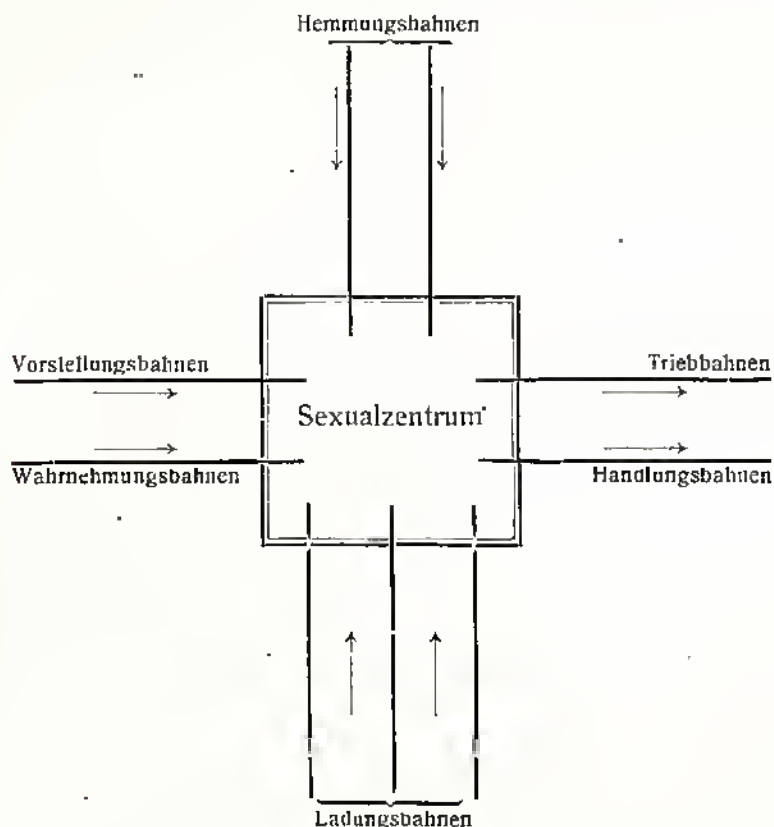 Hemmungsbahnen
Vorstellungsbahnen
Triebbahnen
Sexualzentrum
Wahrnehmungsbahnen
Handlungsbahnen
Ladungsbahnen